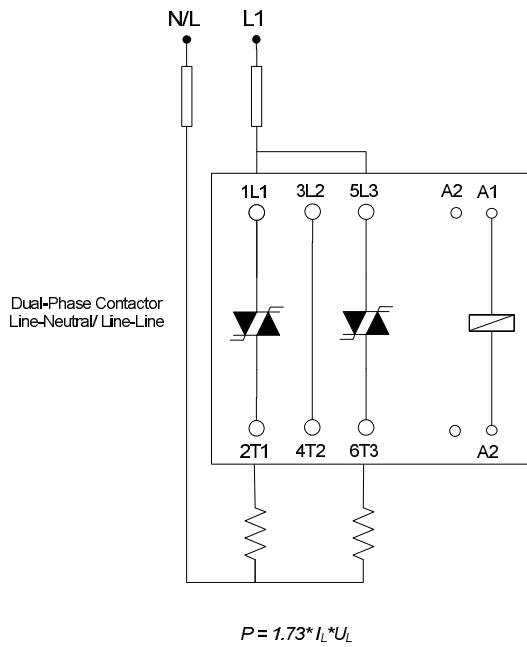 N/L L1
1L1 3L2 5L3 A2 A1
Dual-Phase Contactor
Line-Neutral/ Line-Line
2T1 4T2 6T3 A2
P = 1.73* IL*UL